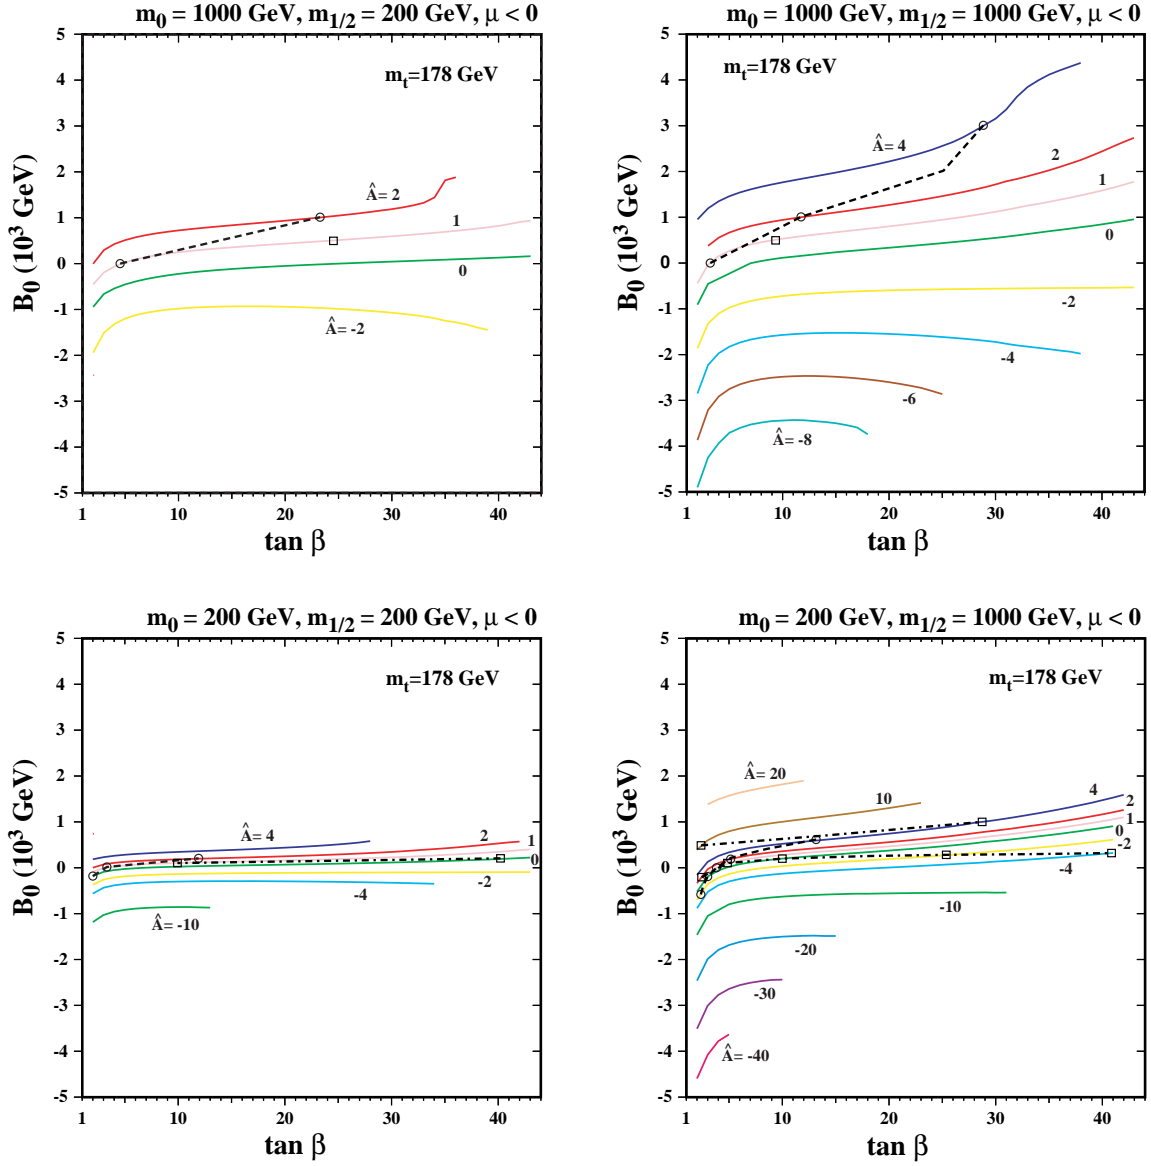 m0 = 1000 GeV, m1/2 = 200 GeV, μ < 0
mt=178 GeV
5
4
3
2
1
0
-1
-2
-3
-4
-5
B0 (10³ GeV)
Â= 2
1
0
Â= -2
1 10 20 30 40
tan β
m0 = 1000 GeV, m1/2 = 1000 GeV, μ < 0
mt=178 GeV
5
4
3
2
1
0
-1
-2
-3
-4
-5
B0 (10³ GeV)
Â= 4
2
1
0
-2
-4
-6
Â= -8
1 10 20 30 40
tan β
m0 = 200 GeV, m1/2 = 200 GeV, μ < 0
mt=178 GeV
5
4
3
2
1
0
-1
-2
-3
-4
-5
B0 (10³ GeV)
Â= 4
2
1
0
-2
-4
Â= -10
1 10 20 30 40
tan β
m0 = 200 GeV, m1/2 = 1000 GeV, μ < 0
mt=178 GeV
5
4
3
2
1
0
-1
-2
-3
-4
-5
B0 (10³ GeV)
Â= 20
10
4
2
1
0
-2
-4
-10
-20
-30
Â= -40
1 10 20 30 40
tan β